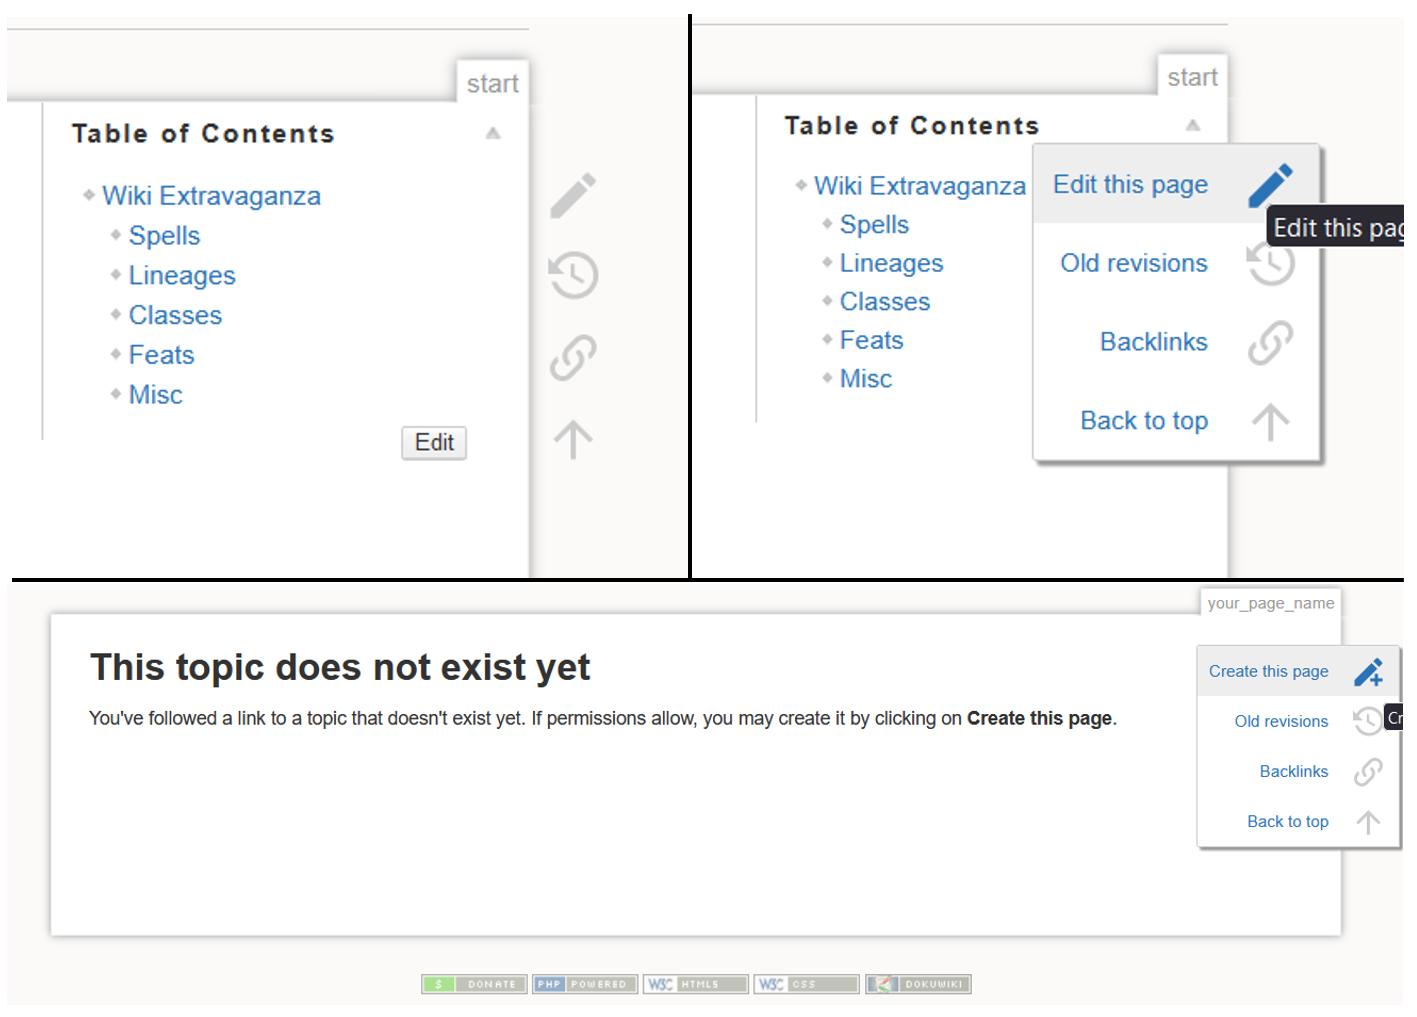 start
Table of Contents
Wiki Extravaganza
Spells
Lineages
Classes
Feats
Misc
Edit
start
Table of Contents
Wiki Extravaganza
Spells
Lineages
Classes
Feats
Misc
Edit this page
Edit this pag
Old revisions
Backlinks
Back to top
your_page_name
This topic does not exist yet
You've followed a link to a topic that doesn't exist yet. If permissions allow, you may create it by clicking on Create this page.
Create this page
Old revisions
Cr
Backlinks
Back to top
$ DONATE
PHP POWERED
W3C HTML5
W3C CSS
DOKUWIKI